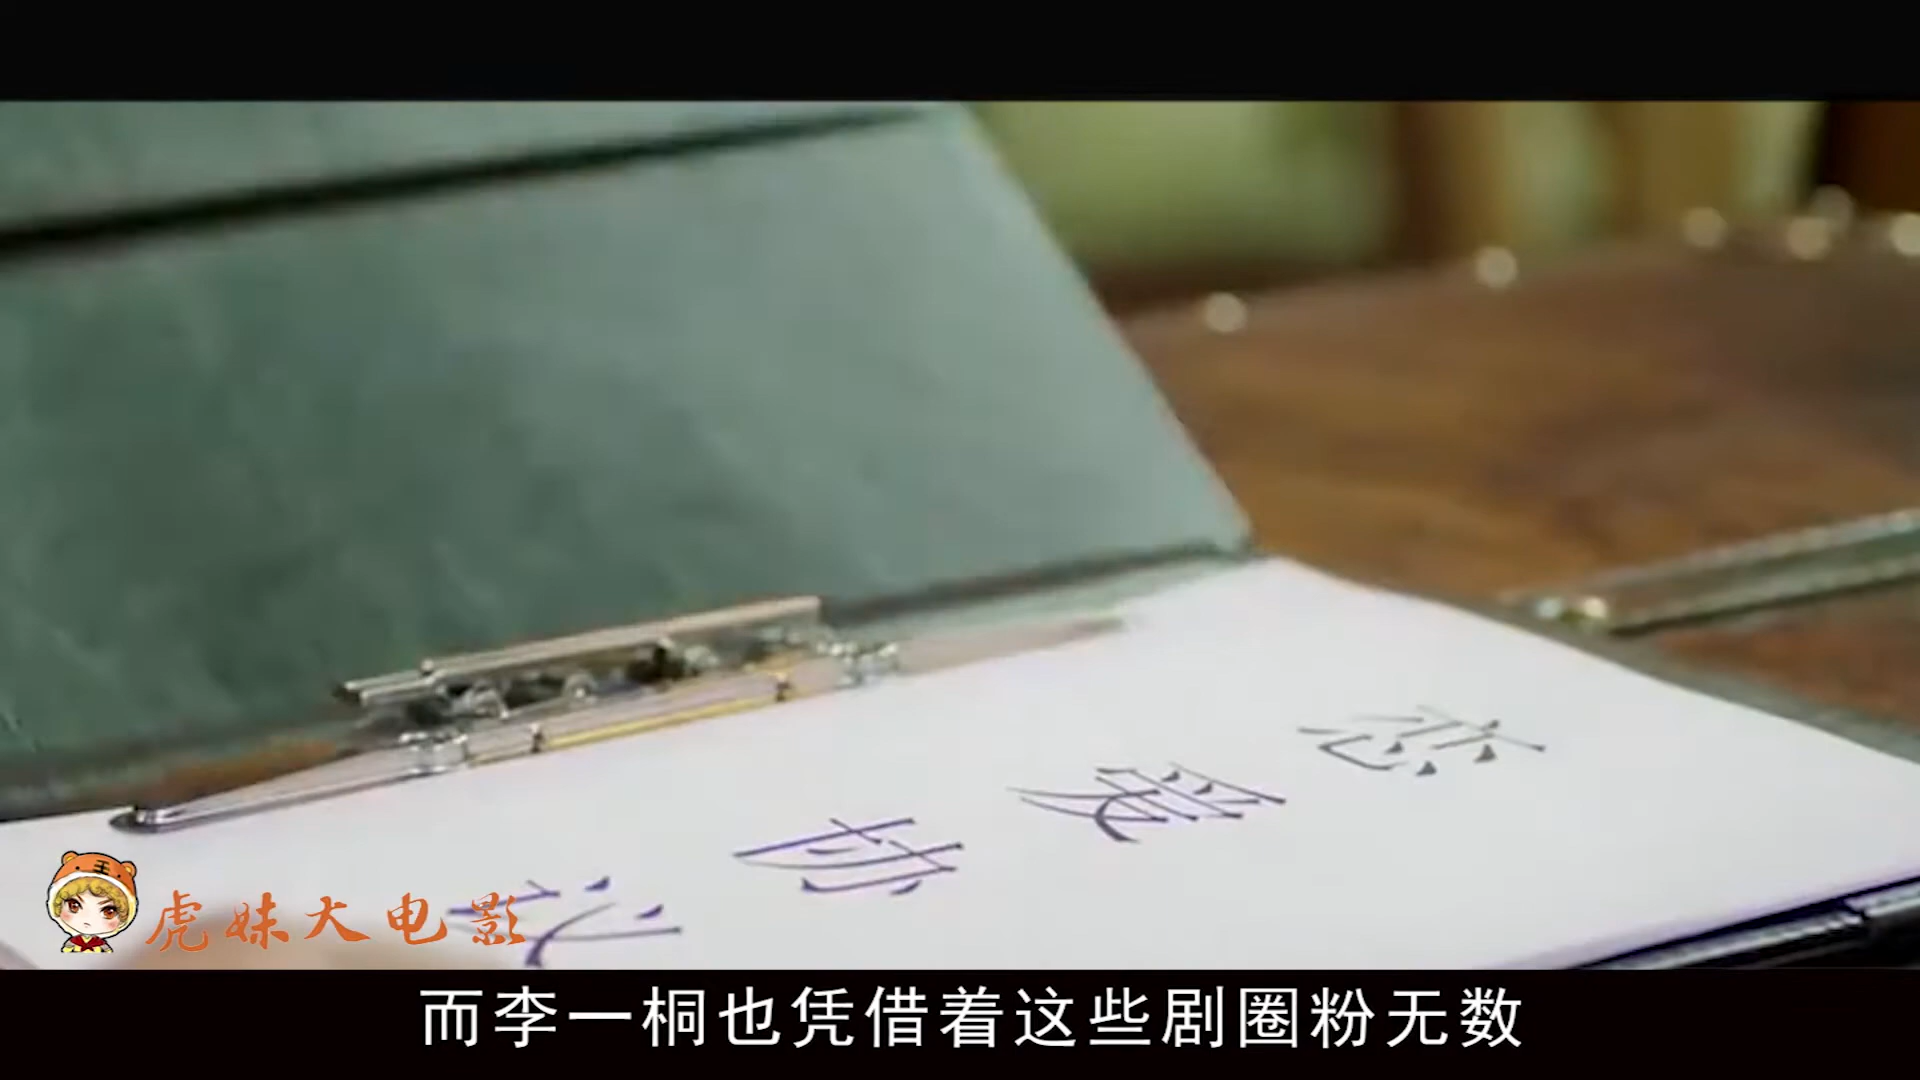 恋爱协议
虎妹大电影
而李一桐也凭借着这些剧圈粉无数